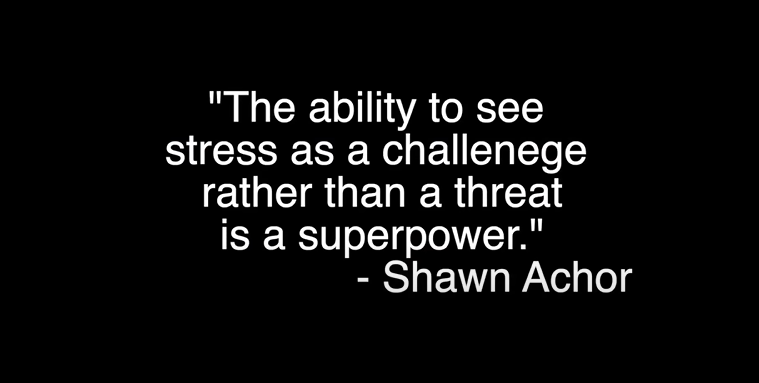 "The ability to see
stress as a challenege
rather than a threat
is a superpower."
- Shawn Achor